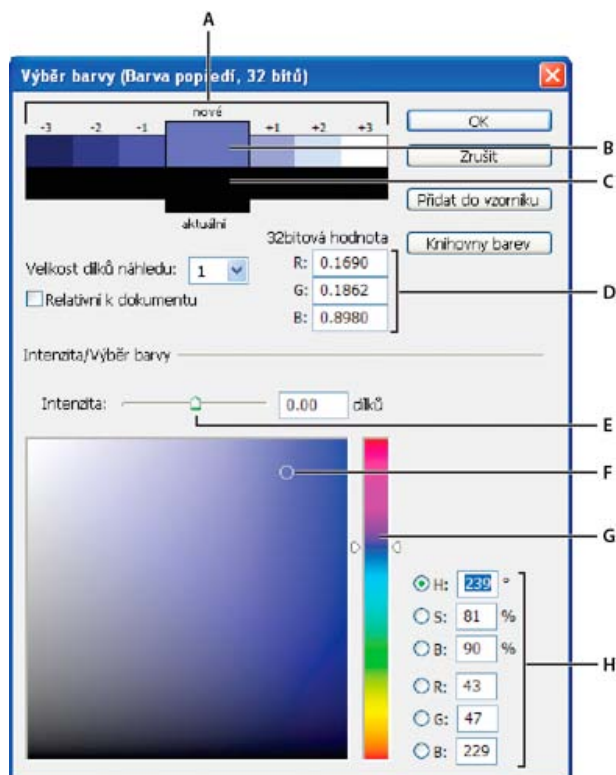 A
Výběr barvy (Barva popředí, 32 bitů)
nové
-3 -2 -1 +1 +2 +3
OK
B
Zrušit
C
Přidat do vzorníku
aktuální
32bitová hodnota
Knihovny barev
Velikost dílků náhledu: 1
R: 0.1690
D
Relativní k dokumentu
G: 0.1862
B: 0.8980
Intenzita/Výběr barvy
Intenzita: 0.00 dílků
E
F
G
H: 239 °
S: 81 %
B: 90 %
H
R: 43
G: 47
B: 229